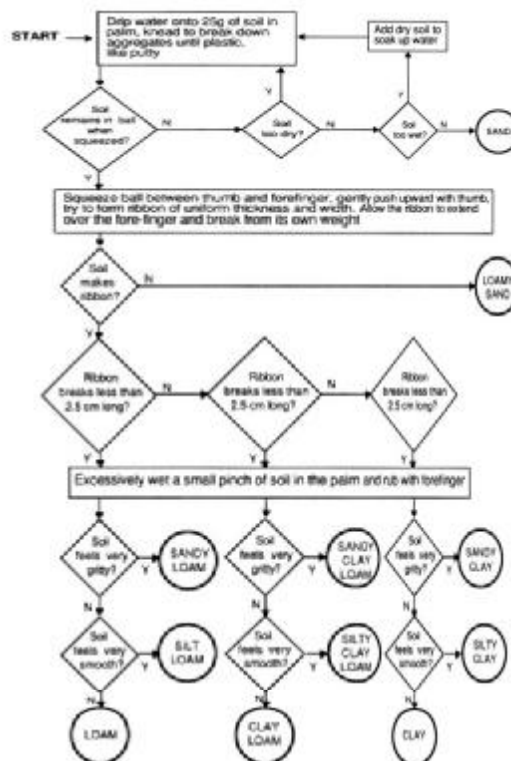 START
Drip water onto 25g of soil in
palm, knead to break down
aggregates until plastic,
like putty
Add dry soil to
soak up water
Y
Y
Soil
remains in ball
when
squeezed?
N
Soil
too dry?
N
Soil
too wet?
N
SAND
Y
Squeeze ball between thumb and forefinger, gently push upward with thumb,
try to form ribbon of uniform thickness and width. Allow the ribbon to extend
over the fore-finger and break from its own weight
Soil
makes
ribbon?
N
LOAMY
SAND
Y
Ribbon
breaks less than
2.5 cm long?
N
Ribbon
breaks less than
2.5 cm long?
N
Ribbon
breaks less than
2.5 cm long?
Y
Y
Y
Excessively wet a small pinch of soil in the palm and rub with forefinger
Soil
feels very
gritty?
Y
SANDY
LOAM
Soil
feels very
gritty?
Y
SANDY
CLAY
LOAM
Soil
feels very
gritty?
Y
SANDY
CLAY
N
N
N
Soil
feels very
smooth?
Y
SILT
LOAM
Soil
feels very
smooth?
Y
SILTY
CLAY
LOAM
Soil
feels very
smooth?
Y
SILTY
CLAY
N
N
N
LOAM
CLAY
LOAM
CLAY